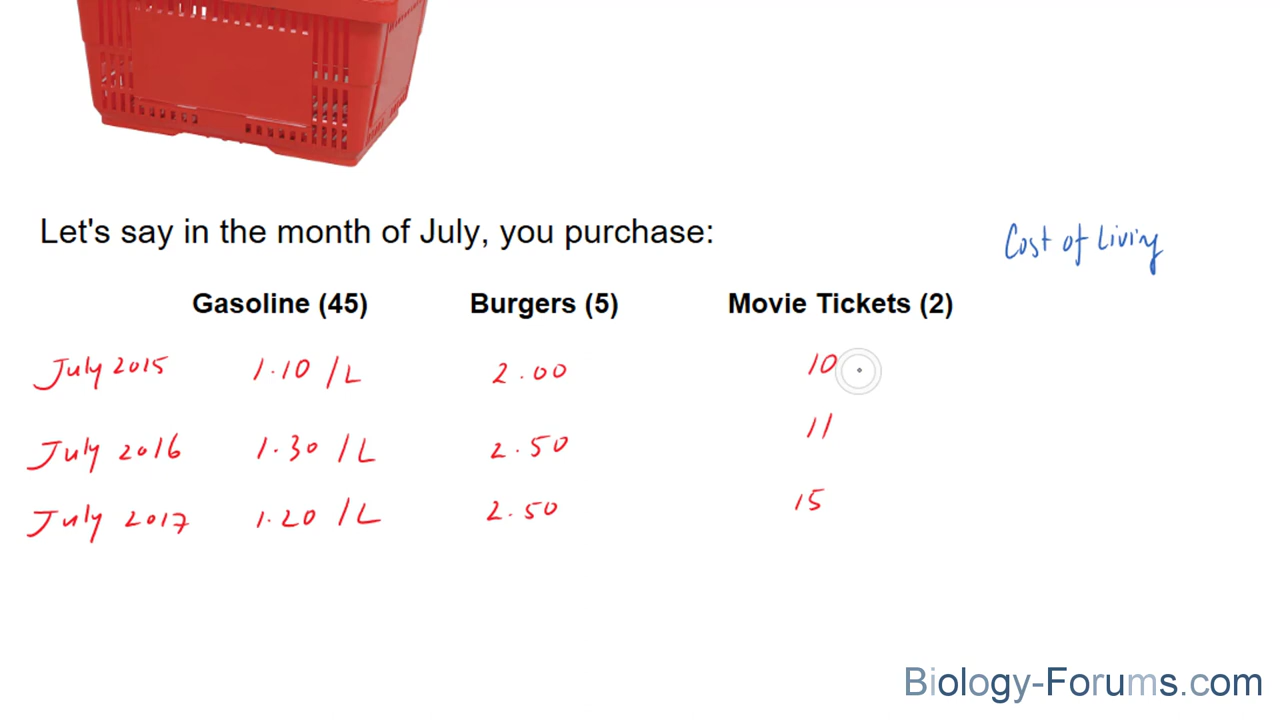 Let's say in the month of July, you purchase:
Cost of Living
Gasoline (45) Burgers (5) Movie Tickets (2)
July 2015 1.10 /L 2.00 10
July 2016 1.30 /L 2.50 11
July 2017 1.20 /L 2.50 15
Biology-Forums.com